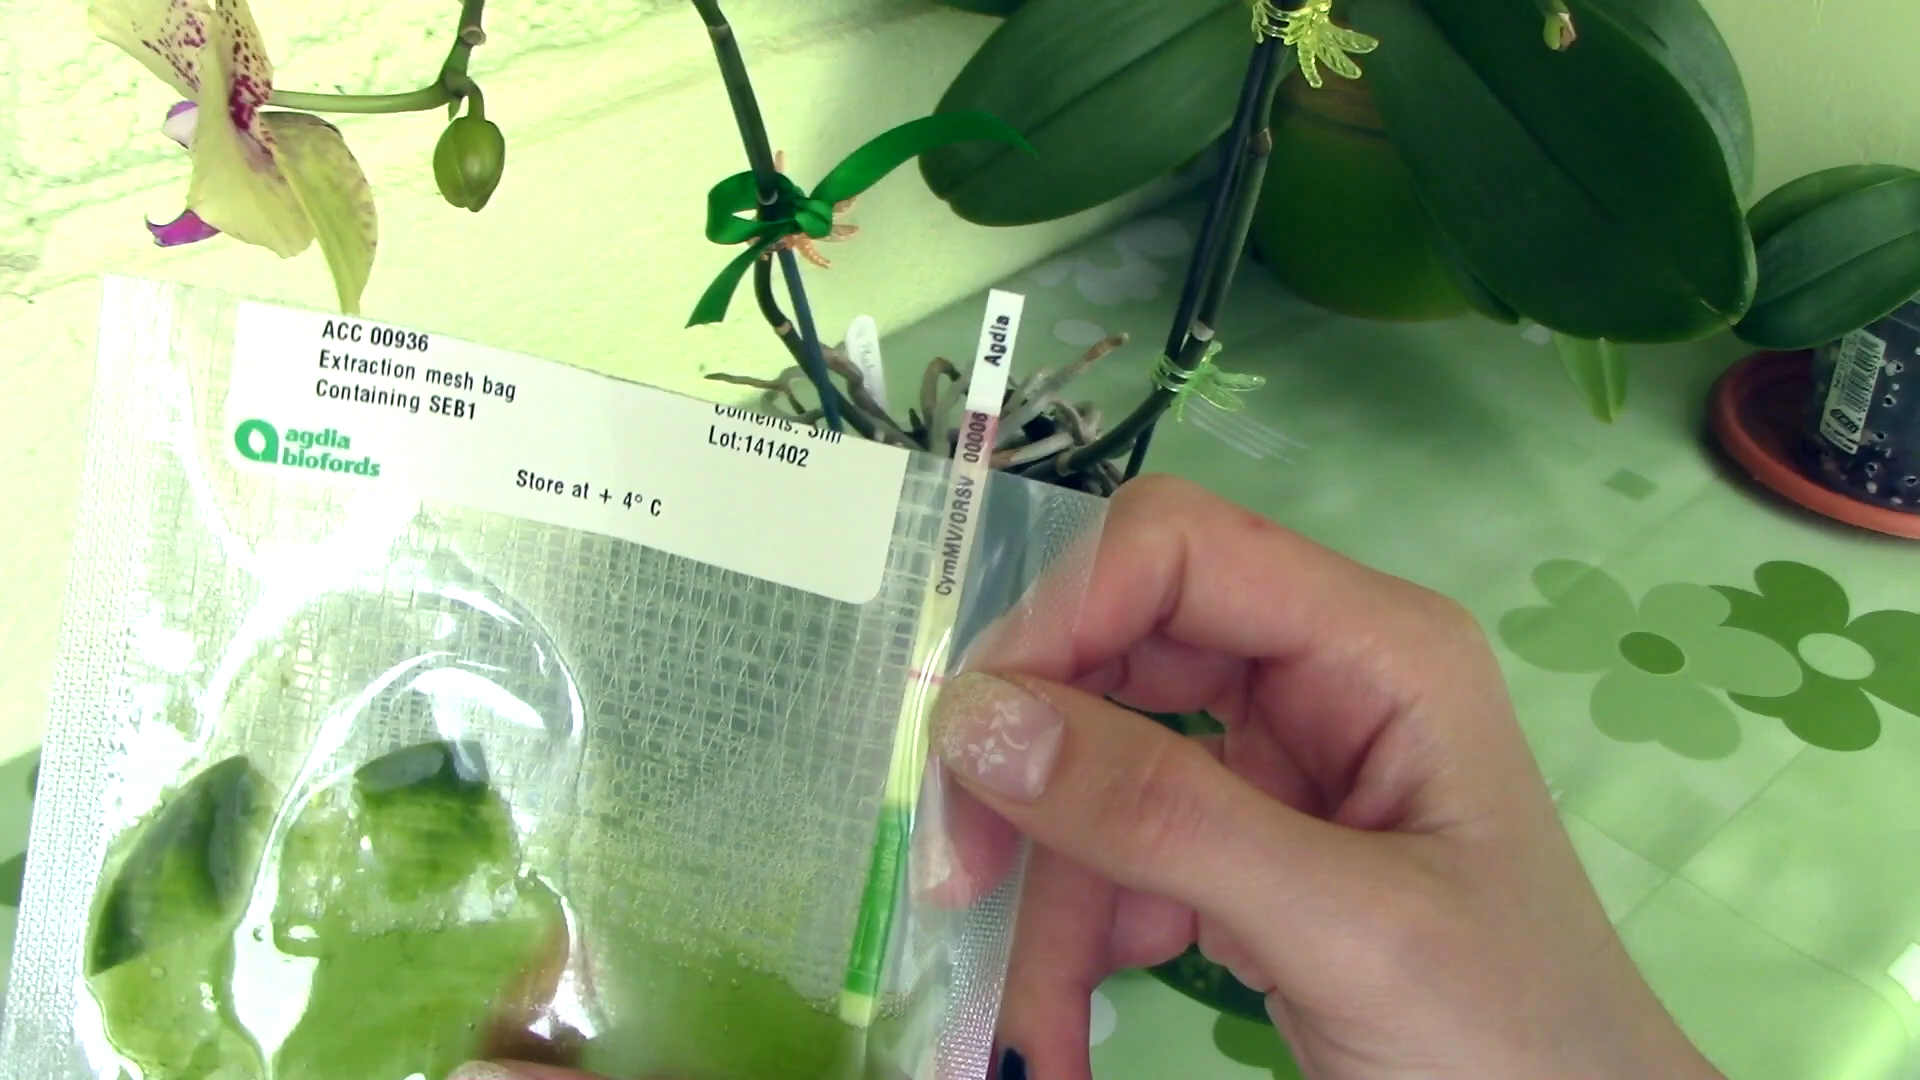 ACC 00936
Extraction mesh bag
Containing SEB1
agdia
biofords
Lot:141402
Store at + 4° C
Agdia
CymMV/ORSV 00006